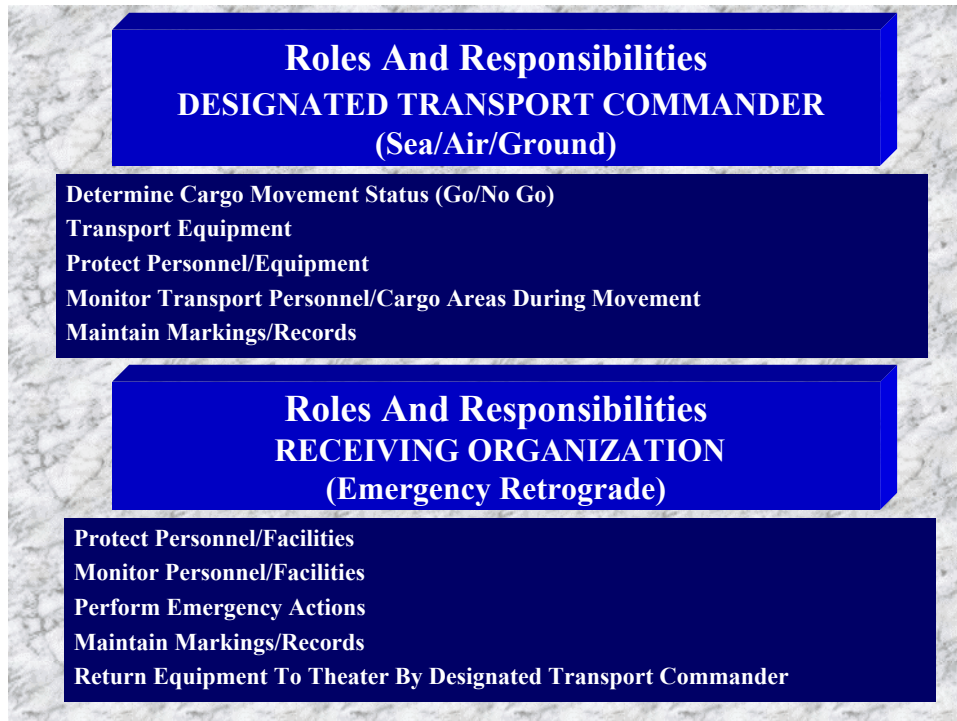 Roles And Responsibilities
DESIGNATED TRANSPORT COMMANDER
(Sea/Air/Ground)
Determine Cargo Movement Status (Go/No Go)
Transport Equipment
Protect Personnel/Equipment
Monitor Transport Personnel/Cargo Areas During Movement
Maintain Markings/Records
Roles And Responsibilities
RECEIVING ORGANIZATION
(Emergency Retrograde)
Protect Personnel/Facilities
Monitor Personnel/Facilities
Perform Emergency Actions
Maintain Markings/Records
Return Equipment To Theater By Designated Transport Commander